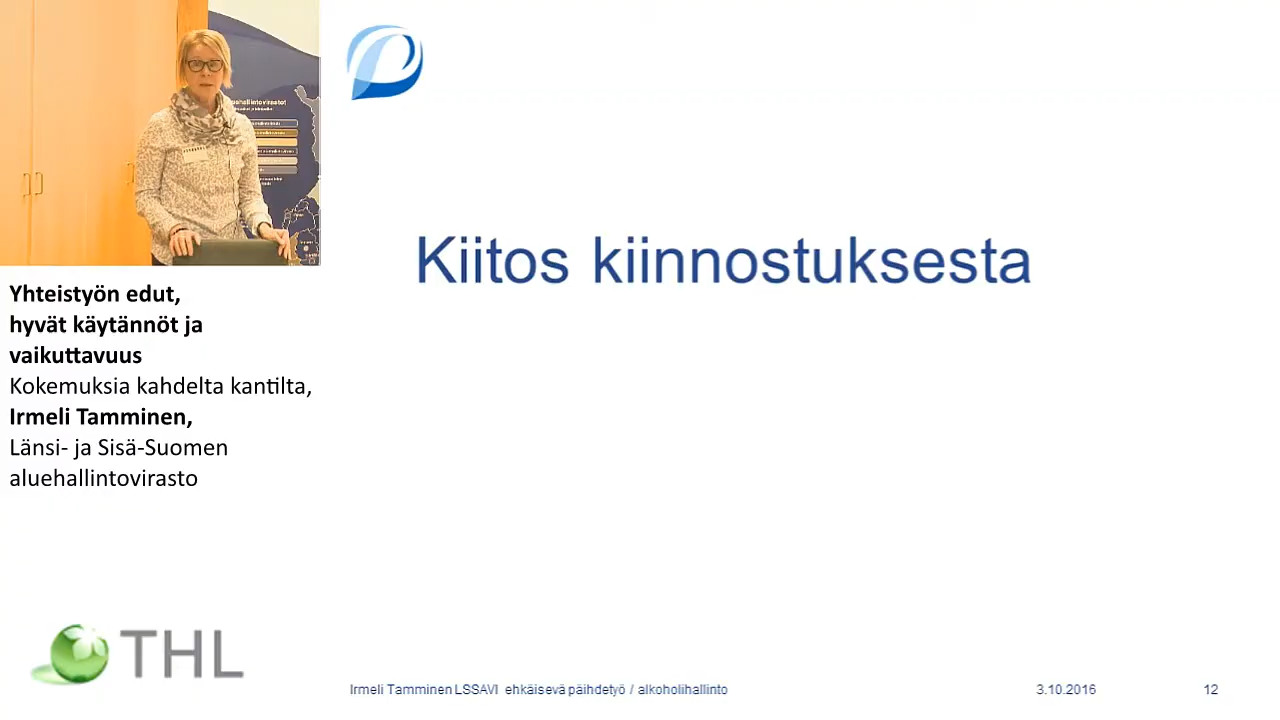 Kiitos kiinnostuksesta
Yhteistyön edut,
hyvät käytännöt ja
vaikuttavuus
Kokemuksia kahdelta kantilta,
Irmeli Tamminen,
Länsi- ja Sisä-Suomen
aluehallintovirasto
THL
Irmeli Tamminen LSSAVI ehkäisevä päihdetyö / alkoholihallinto
3.10.2016
12